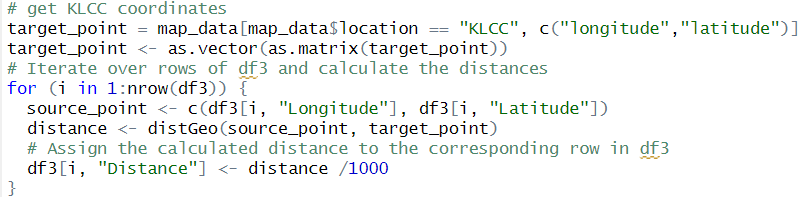 # get KLCC coordinates
target_point = map_data[map_data$location == "KLCC", c("longitude","latitude")]
target_point <- as.vector(as.matrix(target_point))
# Iterate over rows of df3 and calculate the distances
for (i in 1:nrow(df3)) {
  source_point <- c(df3[i, "Longitude"], df3[i, "Latitude"])
  distance <- distGeo(source_point, target_point)
  # Assign the calculated distance to the corresponding row in df3
  df3[i, "Distance"] <- distance /1000
}